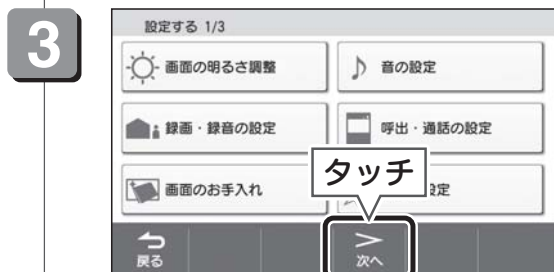 3
設定する 1/3
画面の明るさ調整
音の設定
録画・録音の設定
呼出・通話の設定
画面のお手入れ
タッチ
設定
戻る
次へ